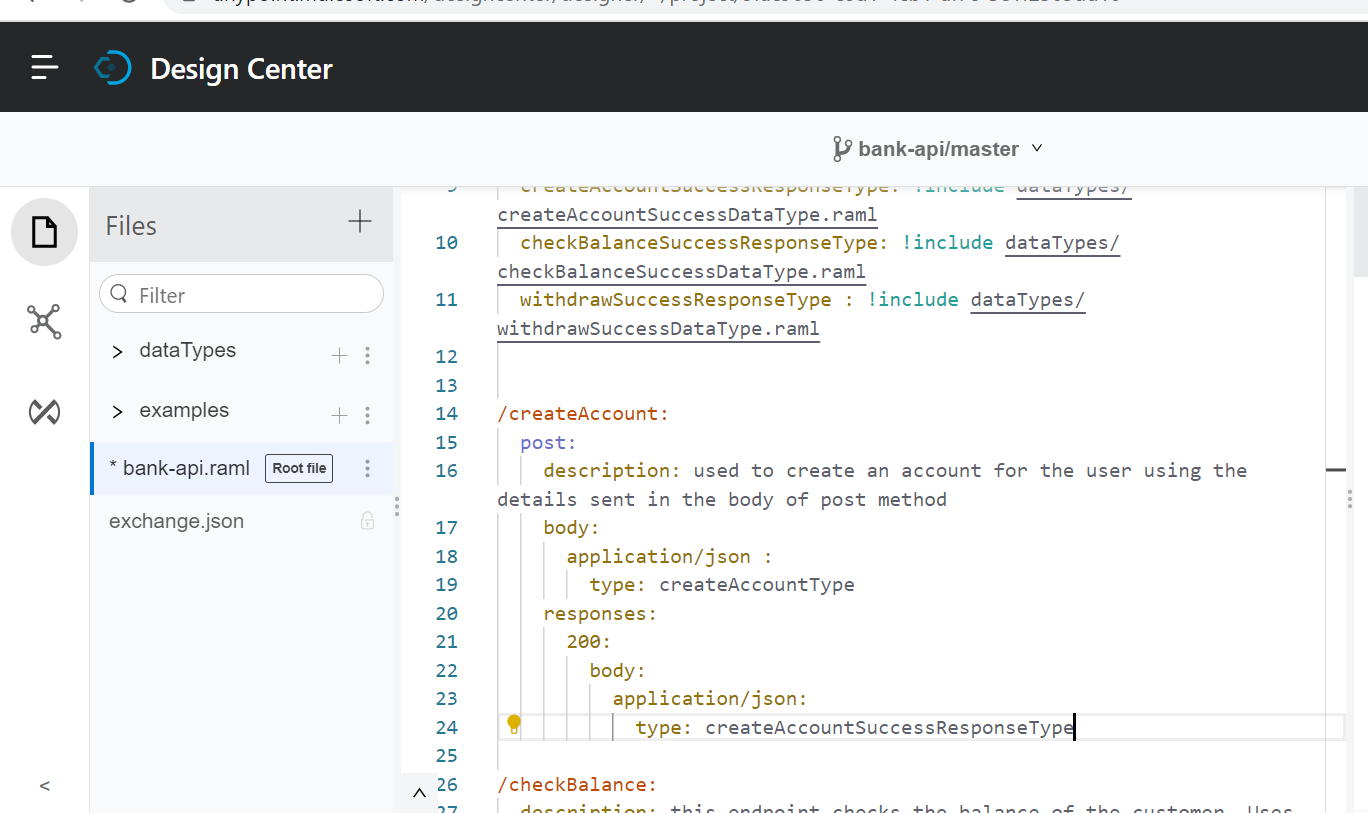 Design Center
bank-api/master
Files
Filter
dataTypes
examples
* bank-api.raml Root file
exchange.json
<
9 createAccountSuccessResponseType: !include dataTypes/
createAccountSuccessDataType.raml
10 checkBalanceSuccessResponseType: !include dataTypes/
checkBalanceSuccessDataType.raml
11 withdrawSuccessResponseType : !include dataTypes/
withdrawSuccessDataType.raml
12
13
14 /createAccount:
15 post:
16 description: used to create an account for the user using the
details sent in the body of post method
17 body:
18 application/json :
19 type: createAccountType
20 responses:
21 200:
22 body:
23 application/json:
24 type: createAccountSuccessResponseType
25
26 /checkBalance:
27 description: this endpoint checks the balance of the customer. Uses